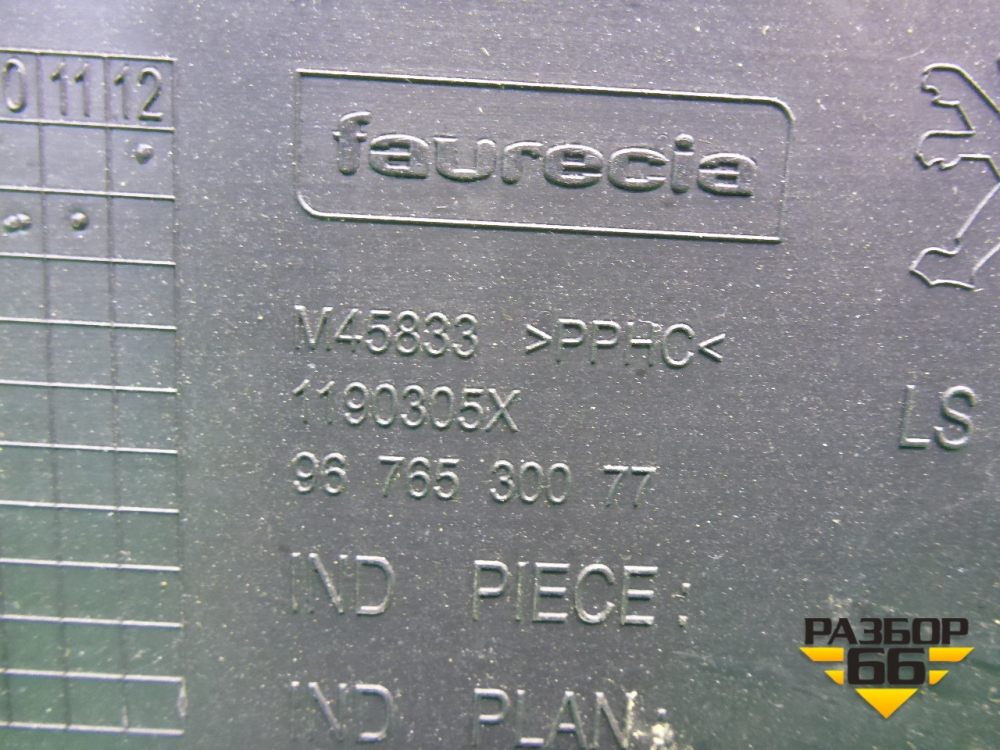 0 11 12
faurecia
M45833 >PPHC<
1190305X
96 765 300 77
LS
IND PIECE:
IND PLAN:
РАЗБОР
66